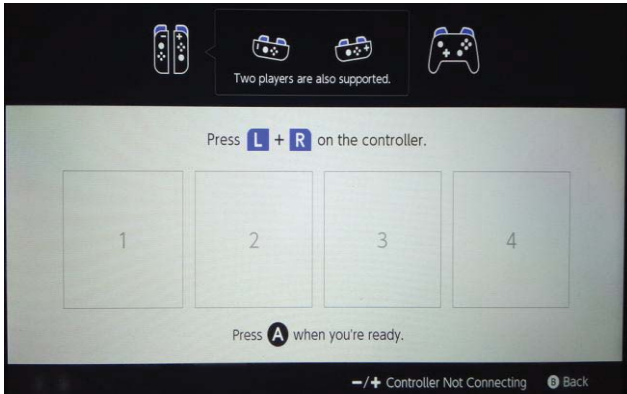 Two players are also supported.
Press L + R on the controller.
1 2 3 4
Press A when you're ready.
−/+ Controller Not Connecting B Back